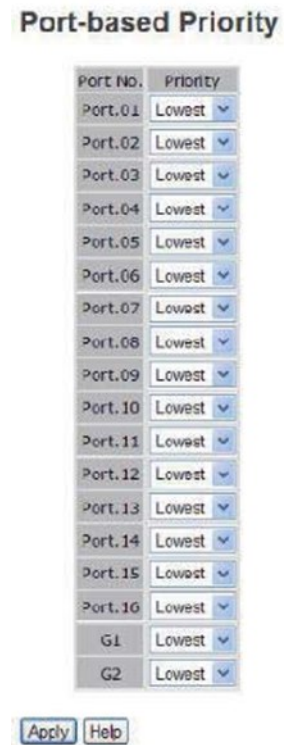 Port-based Priority
Port No. Priority
Port.01 Lowest
Port.02 Lowest
Port.03 Lowest
Port.04 Lowest
Port.05 Lowest
Port.06 Lowest
Port.07 Lowest
Port.08 Lowest
Port.09 Lowest
Port.10 Lowest
Port.11 Lowest
Port.12 Lowest
Port.13 Lowest
Port.14 Lowest
Port.15 Lowest
Port.16 Lowest
G1 Lowest
G2 Lowest
Apply Help